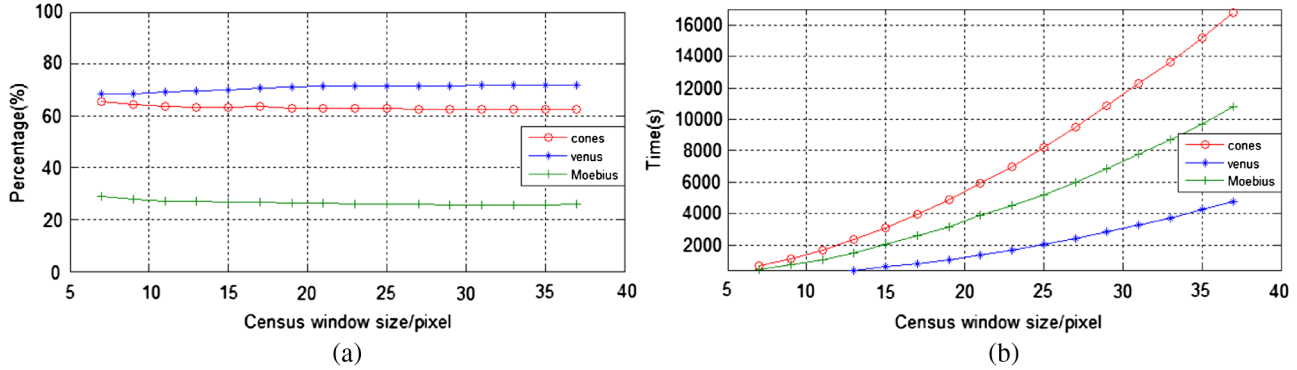 100
80
60
40
20
0
Percentage(%)
5 10 15 20 25 30 35 40
Census window size/pixel
cones
venus
Moebius
(a)
16000
14000
12000
10000
8000
6000
4000
2000
Time(s)
5 10 15 20 25 30 35 40
Census window size/pixel
cones
venus
Moebius
(b)